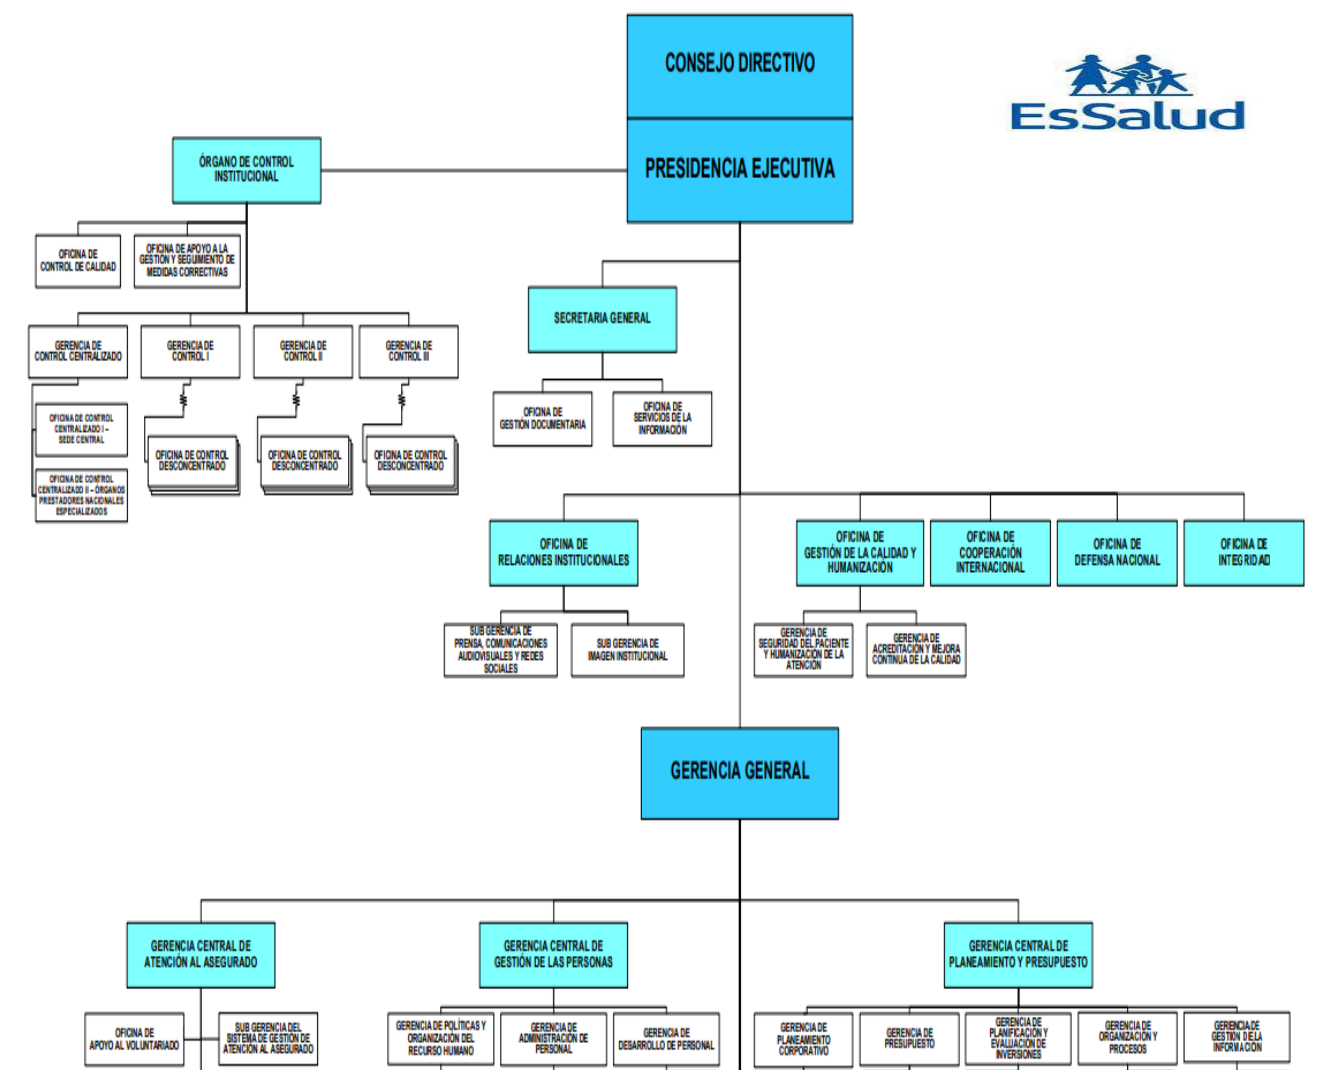 CONSEJO DIRECTIVO
EsSalud
PRESIDENCIA EJECUTIVA
ÓRGANO DE CONTROL
INSTITUCIONAL
OFICINA DE
CONTROL DE CALIDAD
OFICINA DE APOYO A LA
GESTIÓN Y SEGUIMIENTO DE
MEDIDAS CORRECTIVAS
SECRETARIA GENERAL
GERENCIA DE
CONTROL CENTRALIZADO
GERENCIA DE
CONTROL I
GERENCIA DE
CONTROL II
GERENCIA DE
CONTROL III
OFICINA DE
GESTIÓN DOCUMENTARIA
OFICINA DE
SERVICIOS DE LA
INFORMACIÓN
OFICINA DE CONTROL
CENTRALIZADO I –
SEDE CENTRAL
OFICINA DE CONTROL
DESCONCENTRADO
OFICINA DE CONTROL
DESCONCENTRADO
OFICINA DE CONTROL
DESCONCENTRADO
OFICINA DE CONTROL
CENTRALIZADO II – ÓRGANOS
PRESTADORES NACIONALES
ESPECIALIZADOS
OFICINA DE
RELACIONES INSTITUCIONALES
OFICINA DE
GESTIÓN DE LA CALIDAD Y
HUMANIZACIÓN
OFICINA DE
COOPERACIÓN
INTERNACIONAL
OFICINA DE
DEFENSA NACIONAL
OFICINA DE
INTEGRIDAD
SUB GERENCIA DE
PRENSA, COMUNICACIONES
AUDIOVISUALES Y REDES
SOCIALES
SUB GERENCIA DE
IMAGEN INSTITUCIONAL
GERENCIA DE
SEGURIDAD DEL PACIENTE
Y HUMANIZACIÓN DE LA
ATENCIÓN
GERENCIA DE
ACREDITACIÓN Y MEJORA
CONTINUA DE LA CALIDAD
GERENCIA GENERAL
GERENCIA CENTRAL DE
ATENCIÓN AL ASEGURADO
GERENCIA CENTRAL DE
GESTIÓN DE LAS PERSONAS
GERENCIA CENTRAL DE
PLANEAMIENTO Y PRESUPUESTO
OFICINA DE
APOYO AL VOLUNTARIADO
SUB GERENCIA DEL
SISTEMA DE GESTIÓN DE
ATENCIÓN AL ASEGURADO
GERENCIA DE POLÍTICAS Y
ORGANIZACIÓN DEL
RECURSO HUMANO
GERENCIA DE
ADMINISTRACIÓN DE
PERSONAL
GERENCIA DE
DESARROLLO DE PERSONAL
GERENCIA DE
PLANEAMIENTO
CORPORATIVO
GERENCIA DE
PRESUPUESTO
GERENCIA DE
PLANIFICACIÓN Y
EVALUACIÓN DE
INVERSIONES
GERENCIA DE
ORGANIZACIÓN Y
PROCESOS
GERENCIA DE
GESTIÓN DE LA
INFORMACIÓN